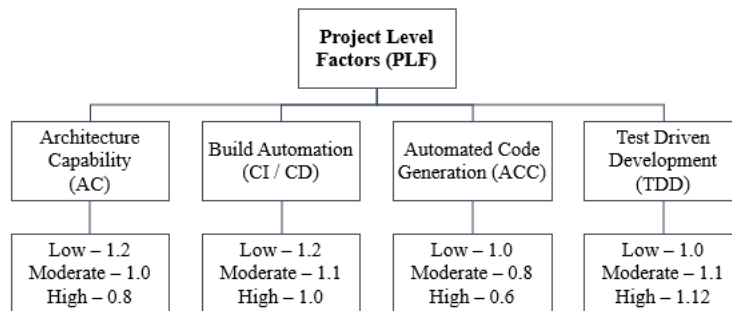 Project Level
Factors (PLF)
Architecture
Capability
(AC)
Build Automation
(CI / CD)
Automated Code
Generation (ACC)
Test Driven
Development
(TDD)
Low – 1.2
Moderate – 1.0
High – 0.8
Low – 1.2
Moderate – 1.1
High – 1.0
Low – 1.0
Moderate – 0.8
High – 0.6
Low – 1.0
Moderate – 1.1
High – 1.12